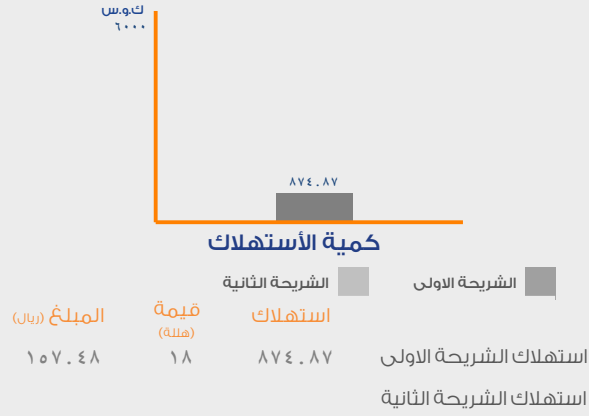 ك.و.س
٦٠٠٠
٨٧٤.٨٧
كمية الأستهلاك
الشريحة الاولى الشريحة الثانية
استهلاك قيمة (هللة) المبلغ (ريال)
استهلاك الشريحة الاولى ٨٧٤.٨٧ ١٨ ١٥٧.٤٨
استهلاك الشريحة الثانية